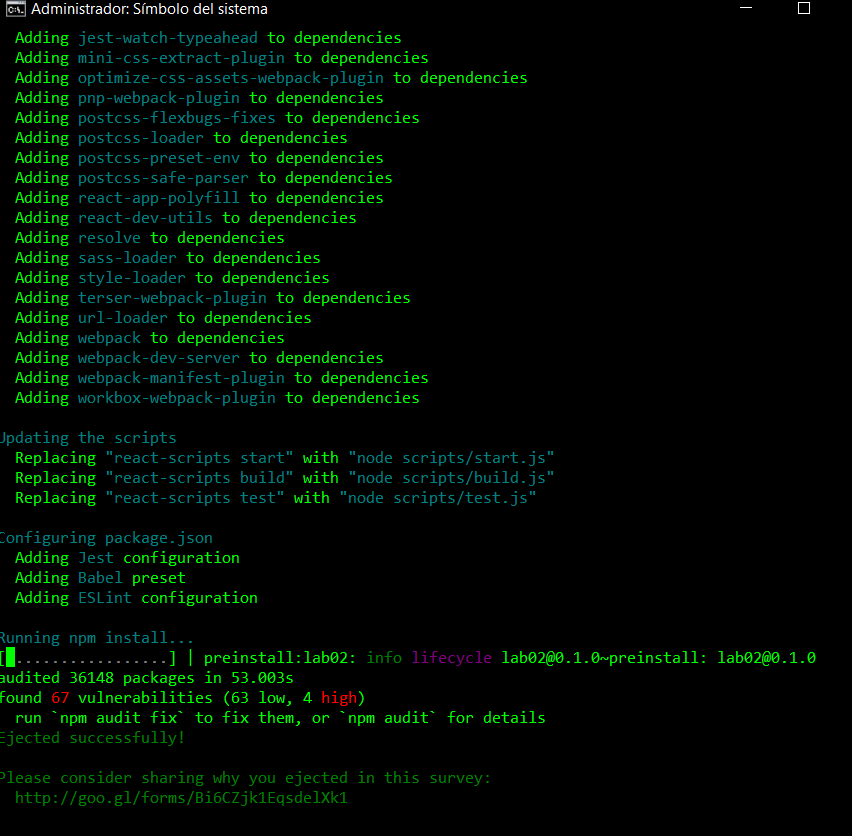 Administrador: Símbolo del sistema
Adding jest-watch-typeahead to dependencies
Adding mini-css-extract-plugin to dependencies
Adding optimize-css-assets-webpack-plugin to dependencies
Adding pnp-webpack-plugin to dependencies
Adding postcss-flexbugs-fixes to dependencies
Adding postcss-loader to dependencies
Adding postcss-preset-env to dependencies
Adding postcss-safe-parser to dependencies
Adding react-app-polyfill to dependencies
Adding react-dev-utils to dependencies
Adding resolve to dependencies
Adding sass-loader to dependencies
Adding style-loader to dependencies
Adding terser-webpack-plugin to dependencies
Adding url-loader to dependencies
Adding webpack to dependencies
Adding webpack-dev-server to dependencies
Adding webpack-manifest-plugin to dependencies
Adding workbox-webpack-plugin to dependencies
Updating the scripts
Replacing "react-scripts start" with "node scripts/start.js"
Replacing "react-scripts build" with "node scripts/build.js"
Replacing "react-scripts test" with "node scripts/test.js"
Configuring package.json
Adding Jest configuration
Adding Babel preset
Adding ESLint configuration
Running npm install...
[█.................] | preinstall:lab02: info lifecycle lab02@0.1.0~preinstall: lab02@0.1.0
audited 36148 packages in 53.003s
found 67 vulnerabilities (63 low, 4 high)
run `npm audit fix` to fix them, or `npm audit` for details
Ejected successfully!
Please consider sharing why you ejected in this survey:
http://goo.gl/forms/Bi6CZjk1EqsdelXk1